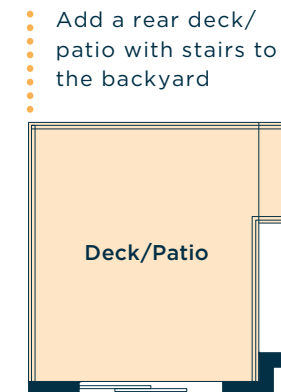 Add a rear deck/
patio with stairs to
the backyard
Deck/Patio